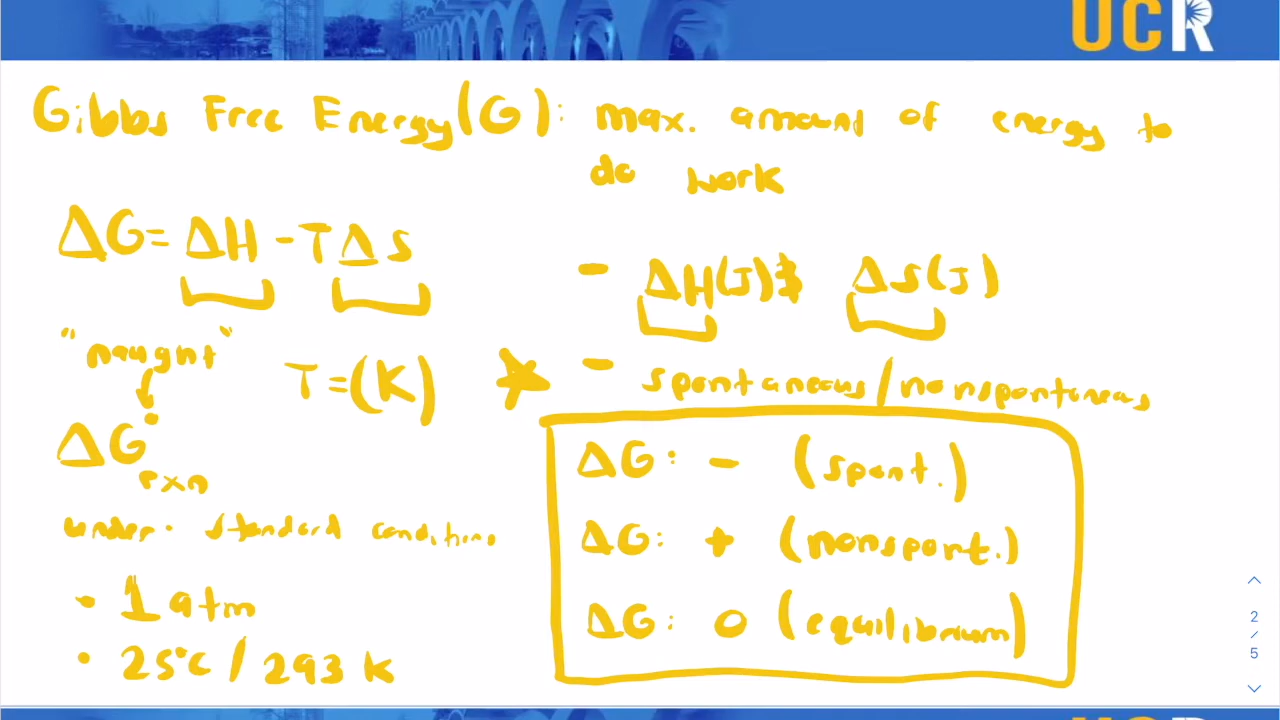 UCR
Gibbs Free Energy (G): max. amount of energy to
do work
ΔG = ΔH - TΔS
- ΔH(J) & ΔS(J)
"naught"
T = (K)
- spontaneous / nonspontaneous
ΔG°rxn
under standard conditions
• 1 atm
• 25°C / 293 K
ΔG: - (spont.)
ΔG: + (nonspont.)
ΔG: 0 (equilibrium)
2
/
5